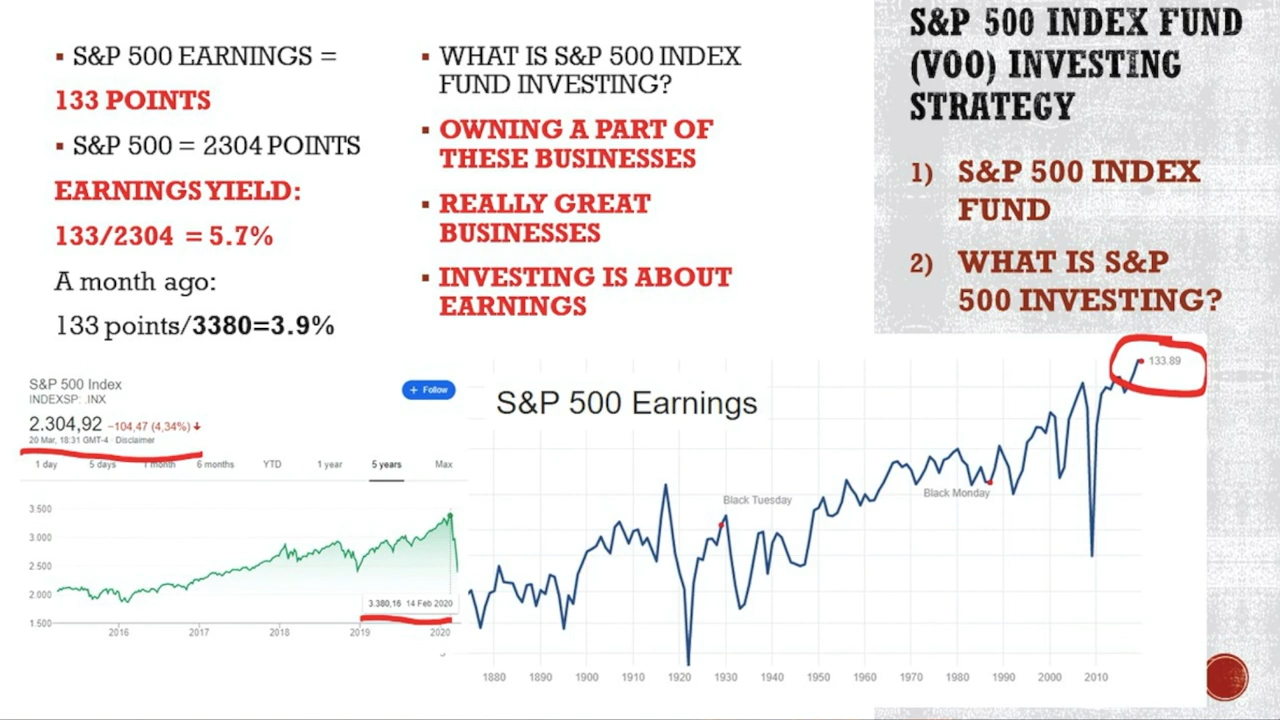 S&P 500 EARNINGS =
133 POINTS
S&P 500 = 2304 POINTS
EARNINGS YIELD:
133/2304 = 5.7%
A month ago:
133 points/3380=3.9%
WHAT IS S&P 500 INDEX
FUND INVESTING?
OWNING A PART OF
THESE BUSINESSES
REALLY GREAT
BUSINESSES
INVESTING IS ABOUT
EARNINGS
S&P 500 INDEX FUND
(VOO) INVESTING
STRATEGY
1) S&P 500 INDEX
FUND
2) WHAT IS S&P
500 INVESTING?
S&P 500 Index
INDEXSP: .INX
+ Follow
2.304,92 −104,47 (4,34%) ↓
20 Mar, 18:31 GMT-4 · Disclaimer
1 day 5 days 1 month 6 months YTD 1 year 5 years Max
3.500
3.000
2.500
2.000
1.500
3.380,16 14 Feb 2020
2016 2017 2018 2019 2020
S&P 500 Earnings
133.89
Black Tuesday
Black Monday
1880 1890 1900 1910 1920 1930 1940 1950 1960 1970 1980 1990 2000 2010